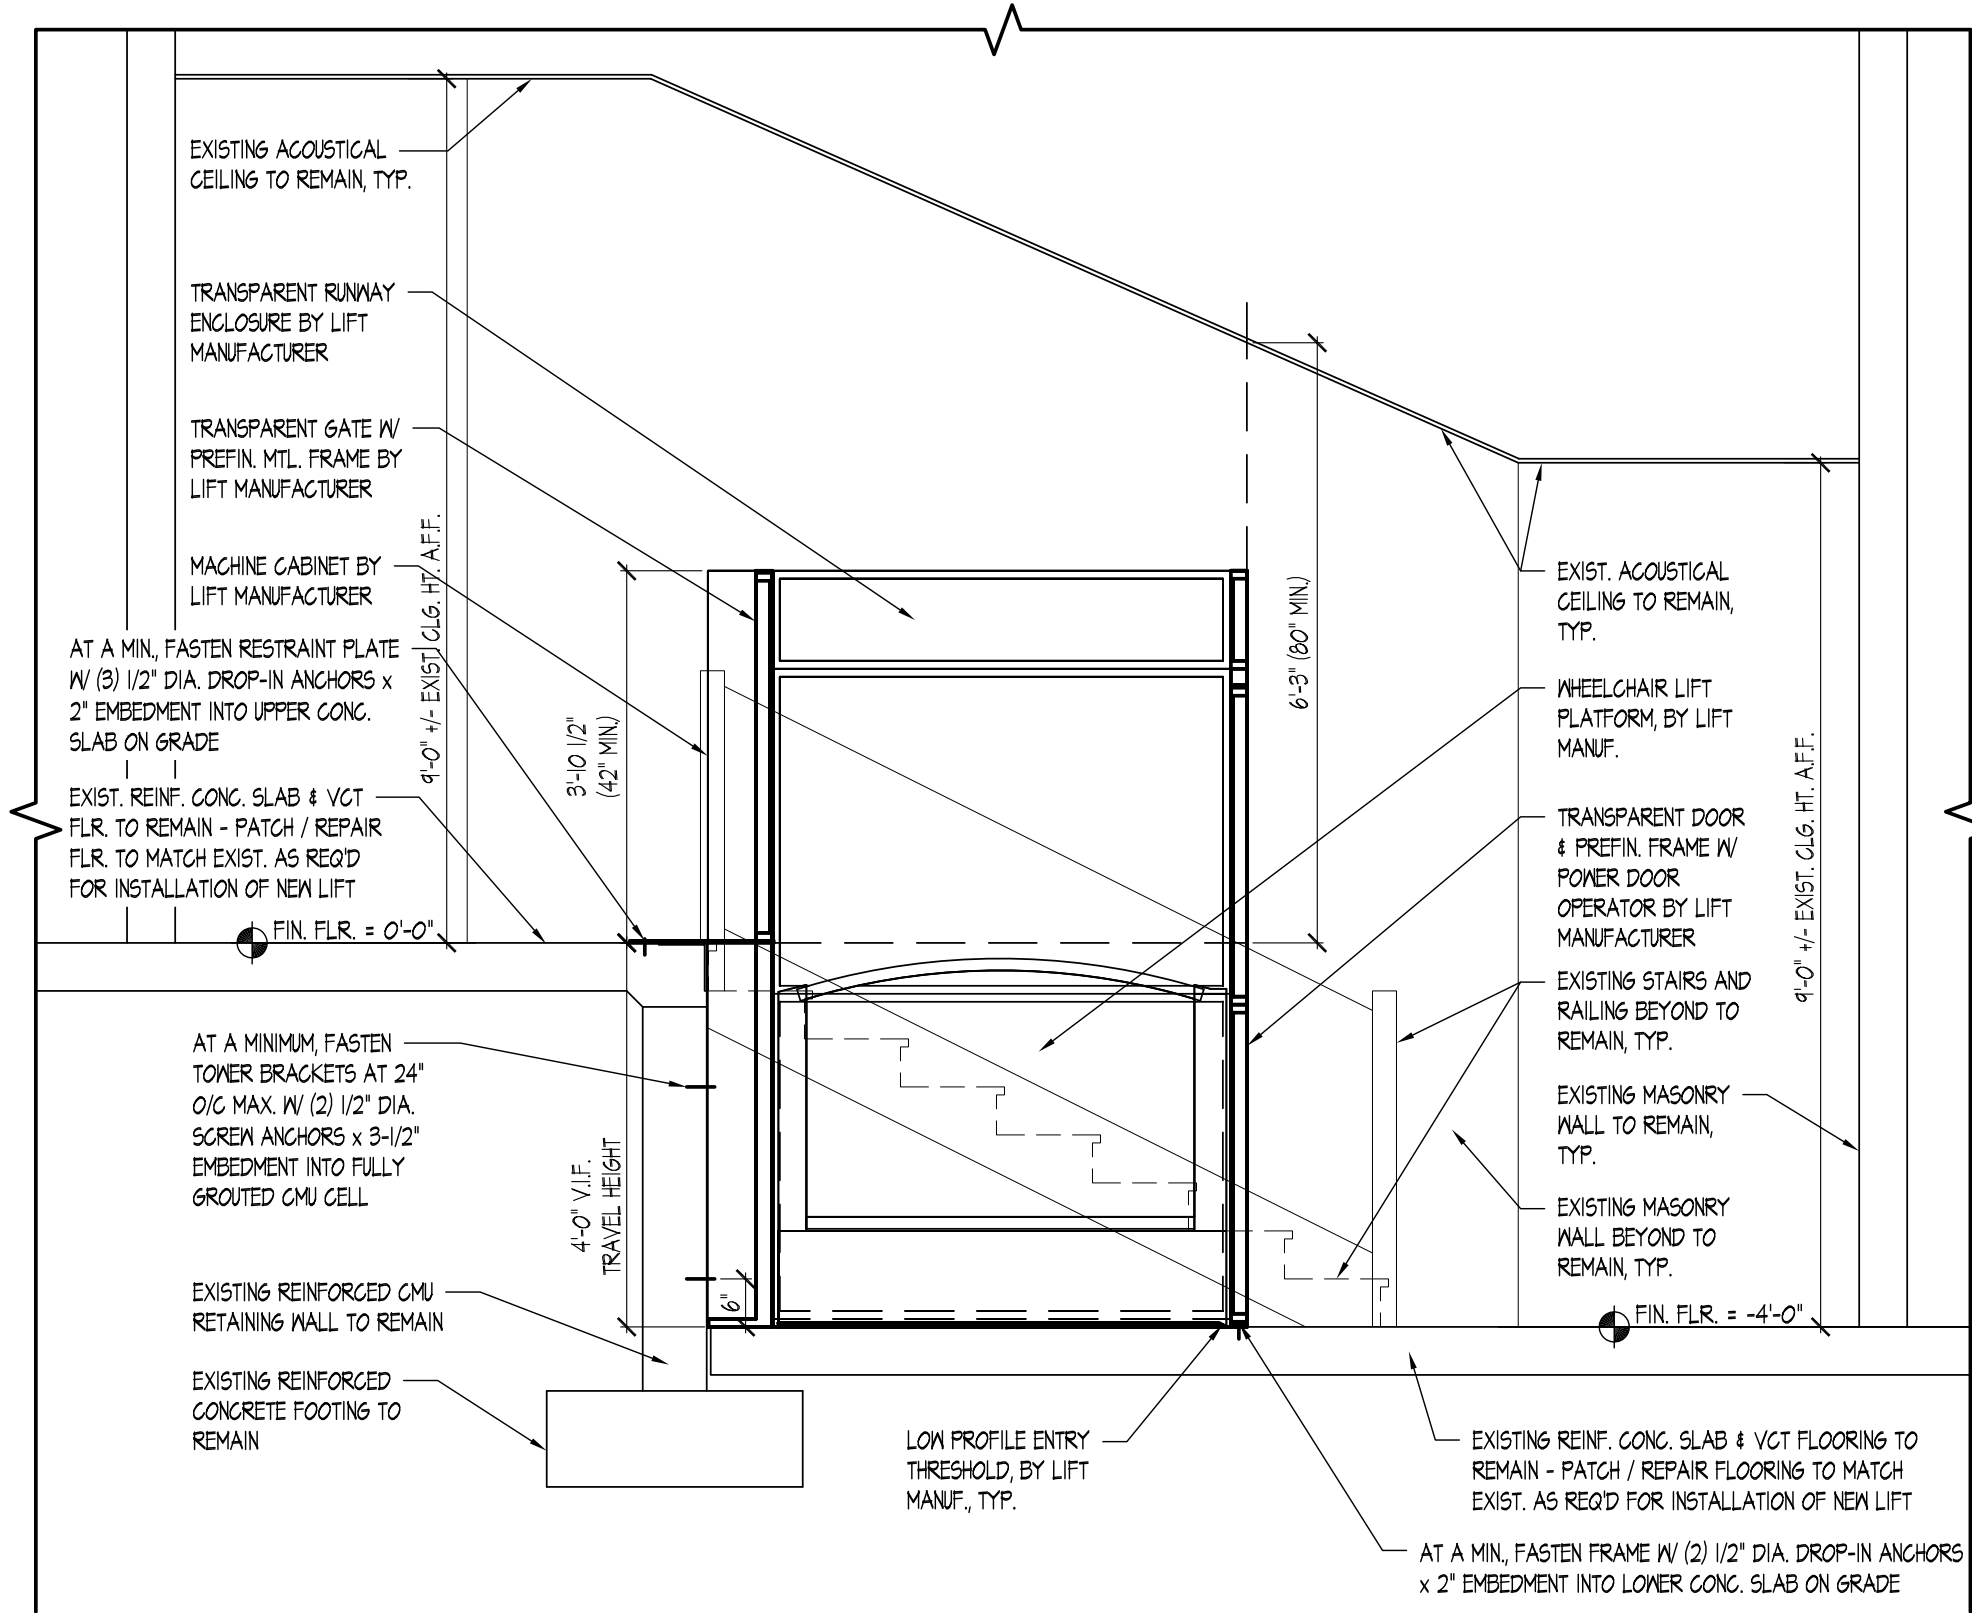 EXISTING ACOUSTICAL
CEILING TO REMAIN, TYP.
TRANSPARENT RUNWAY
ENCLOSURE BY LIFT
MANUFACTURER
TRANSPARENT GATE W/
PREFIN. MTL. FRAME BY
LIFT MANUFACTURER
MACHINE CABINET BY
LIFT MANUFACTURER
AT A MIN., FASTEN RESTRAINT PLATE
W/ (3) 1/2" DIA. DROP-IN ANCHORS x
2" EMBEDMENT INTO UPPER CONC.
SLAB ON GRADE
EXIST. REINF. CONC. SLAB & VCT
FLR. TO REMAIN - PATCH / REPAIR
FLR. TO MATCH EXIST. AS REQ'D
FOR INSTALLATION OF NEW LIFT
FIN. FLR. = 0'-0"
9'-0" +/- EXIST. CLG. HT. A.F.F.
3'-10 1/2"
(42" MIN.)
AT A MINIMUM, FASTEN
TOWER BRACKETS AT 24"
O/C MAX. W/ (2) 1/2" DIA.
SCREW ANCHORS x 3-1/2"
EMBEDMENT INTO FULLY
GROUTED CMU CELL
4'-0" V.I.F.
TRAVEL HEIGHT
6"
EXISTING REINFORCED CMU
RETAINING WALL TO REMAIN
EXISTING REINFORCED
CONCRETE FOOTING TO
REMAIN
LOW PROFILE ENTRY
THRESHOLD, BY LIFT
MANUF., TYP.
6'-3" (80" MIN.)
EXIST. ACOUSTICAL
CEILING TO REMAIN,
TYP.
WHEELCHAIR LIFT
PLATFORM, BY LIFT
MANUF.
TRANSPARENT DOOR
& PREFIN. FRAME W/
POWER DOOR
OPERATOR BY LIFT
MANUFACTURER
EXISTING STAIRS AND
RAILING BEYOND TO
REMAIN, TYP.
EXISTING MASONRY
WALL TO REMAIN,
TYP.
EXISTING MASONRY
WALL BEYOND TO
REMAIN, TYP.
9'-0" +/- EXIST. CLG. HT. A.F.F.
FIN. FLR. = -4'-0"
EXISTING REINF. CONC. SLAB & VCT FLOORING TO
REMAIN - PATCH / REPAIR FLOORING TO MATCH
EXIST. AS REQ'D FOR INSTALLATION OF NEW LIFT
AT A MIN., FASTEN FRAME W/ (2) 1/2" DIA. DROP-IN ANCHORS
x 2" EMBEDMENT INTO LOWER CONC. SLAB ON GRADE